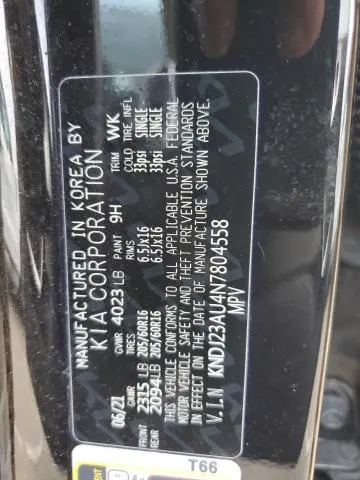 MANUFACTURED IN KOREA BY
KIA CORPORATION
06/21 GVWR 4023 LB PAINT 9H TRIM WK
GAWR RIMS COLD TIRE INFL
FRONT 2315 LB 205/60R16 6.5Jx16 33psi SINGLE
REAR 2094 LB 205/60R16 6.5Jx16 33psi SINGLE
THIS VEHICLE CONFORMS TO ALL APPLICABLE U.S.A. FEDERAL
MOTOR VEHICLE SAFETY AND THEFT PREVENTION STANDARDS
IN EFFECT ON THE DATE OF MANUFACTURE SHOWN ABOVE.
V.I.N KNDJ23AU4N7804558
MPV
T66